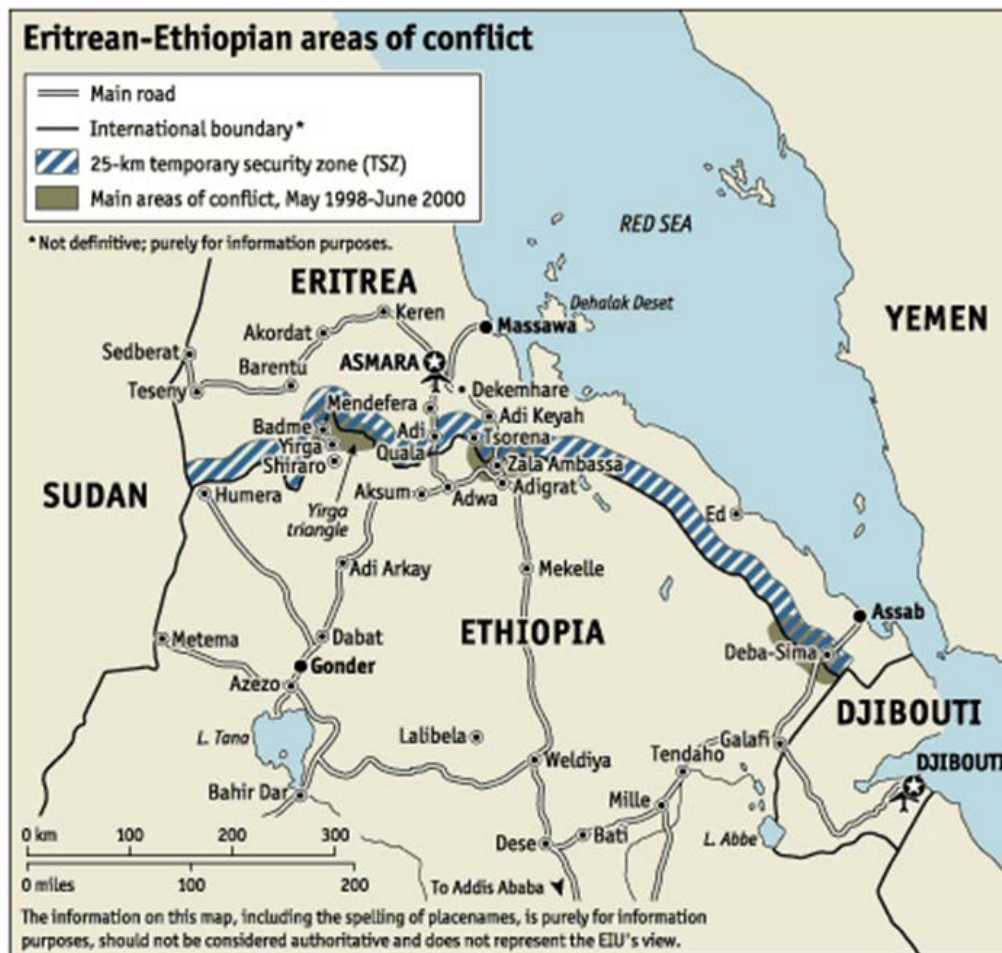 Eritrean-Ethiopian areas of conflict
Main road
International boundary*
25-km temporary security zone (TSZ)
Main areas of conflict, May 1998-June 2000
* Not definitive; purely for information purposes.
RED SEA
ERITREA
Dehalak Deset
Keren
Massawa
YEMEN
Akordat
Sedberat
ASMARA
Barentu
Teseny
Dekemhare
Mendefera
Adi Keyah
Badme
Adi
Quala
Tsorena
Yirga
Shiraro
Zala Ambassa
SUDAN
Humera
Yirga
triangle
Aksum
Adwa
Adigrat
Ed
Adi Arkay
Mekelle
Assab
Metema
Dabat
ETHIOPIA
Deba-Sima
Gonder
Azezo
DJIBOUTI
L. Tana
Lalibela
Galafi
Weldiya
Tendaho
DJIBOUTI
Bahir Dar
Mille
0 km 100 200 300
Dese
Bati
L. Abbe
0 miles 100 200
To Addis Ababa
The information on this map, including the spelling of placenames, is purely for information
purposes, should not be considered authoritative and does not represent the EIU's view.